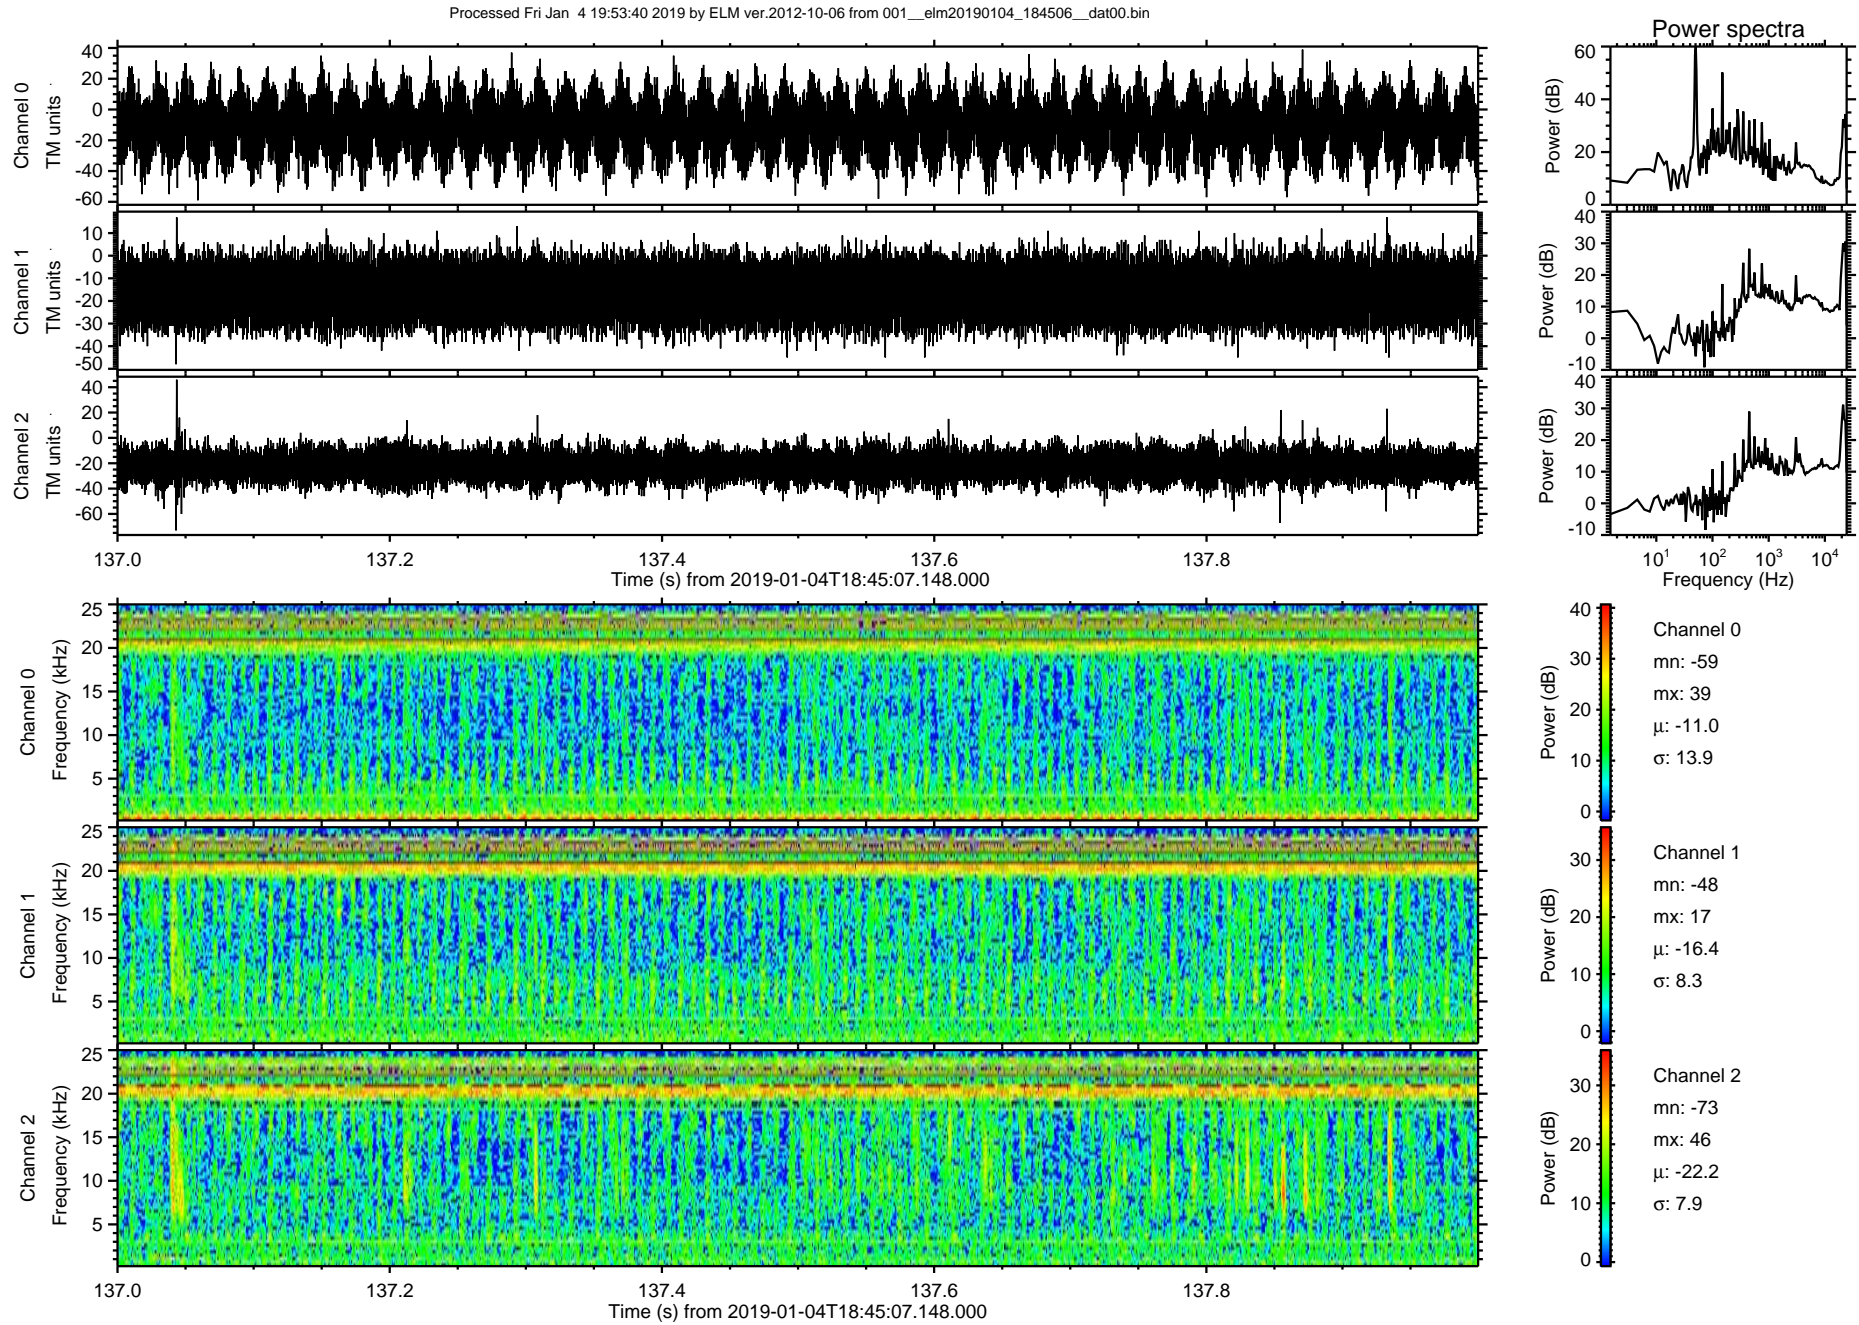 Processed Fri Jan  4 19:53:40 2019 by ELM ver.2012-10-06 from 001__elm20190104_184506__dat00.bin
Power spectra
Channel 0
TM units
40
20
0
-20
-40
-60
Power (dB)
60
40
20
0
Channel 1
TM units
10
0
-10
-20
-30
-40
-50
Power (dB)
40
30
20
10
0
-10
Channel 2
TM units
40
20
0
-20
-40
-60
Power (dB)
40
30
20
10
0
-10
137.0 137.2 137.4 137.6 137.8
Time (s) from 2019-01-04T18:45:07.148.000
10¹ 10² 10³ 10⁴
Frequency (Hz)
Channel 0
Frequency (kHz)
25
20
15
10
5
Power (dB)
40
30
20
10
0
Channel 0
mn: -59
mx: 39
μ: -11.0
σ: 13.9
Channel 1
Frequency (kHz)
25
20
15
10
5
Power (dB)
30
20
10
0
Channel 1
mn: -48
mx: 17
μ: -16.4
σ: 8.3
Channel 2
Frequency (kHz)
25
20
15
10
5
Power (dB)
30
20
10
0
Channel 2
mn: -73
mx: 46
μ: -22.2
σ: 7.9
137.0 137.2 137.4 137.6 137.8
Time (s) from 2019-01-04T18:45:07.148.000